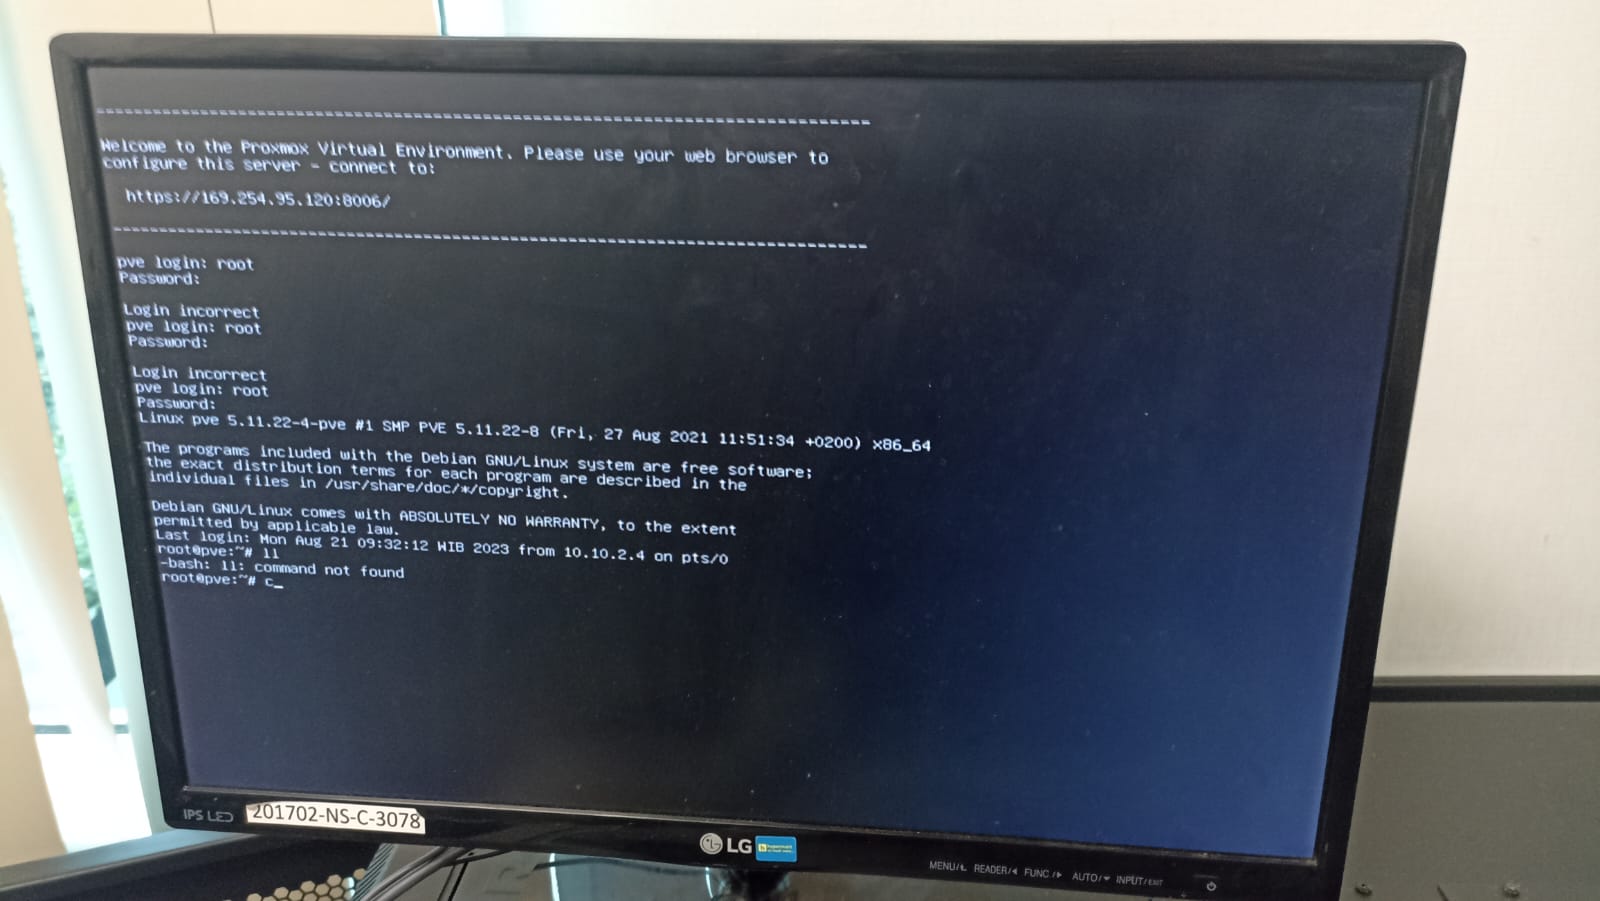 --------------------------------------------------------------------------------
Welcome to the Proxmox Virtual Environment. Please use your web browser to
configure this server - connect to:
https://169.254.95.120:8006/
--------------------------------------------------------------------------------
pve login: root
Password:
Login incorrect
pve login: root
Password:
Login incorrect
pve login: root
Password:
Linux pve 5.11.22-4-pve #1 SMP PVE 5.11.22-8 (Fri, 27 Aug 2021 11:51:34 +0200) x86_64
The programs included with the Debian GNU/Linux system are free software;
the exact distribution terms for each program are described in the
individual files in /usr/share/doc/*/copyright.
Debian GNU/Linux comes with ABSOLUTELY NO WARRANTY, to the extent
permitted by applicable law.
Last login: Mon Aug 21 09:32:12 WIB 2023 from 10.10.2.4 on pts/0
root@pve:~# ll
-bash: ll: command not found
root@pve:~# c_
IPS LED
201702-NS-C-3078
LG
MENU/ READER/ FUNC./ AUTO/ INPUT/EXIT